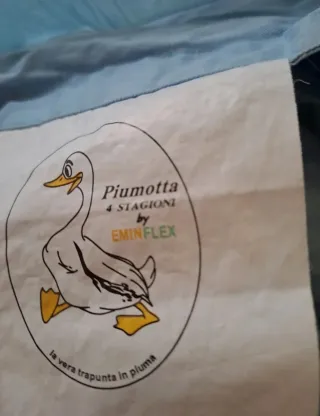 Piumotta
4 STAGIONI
by
EMINFLEX
la vera trapunta in piuma